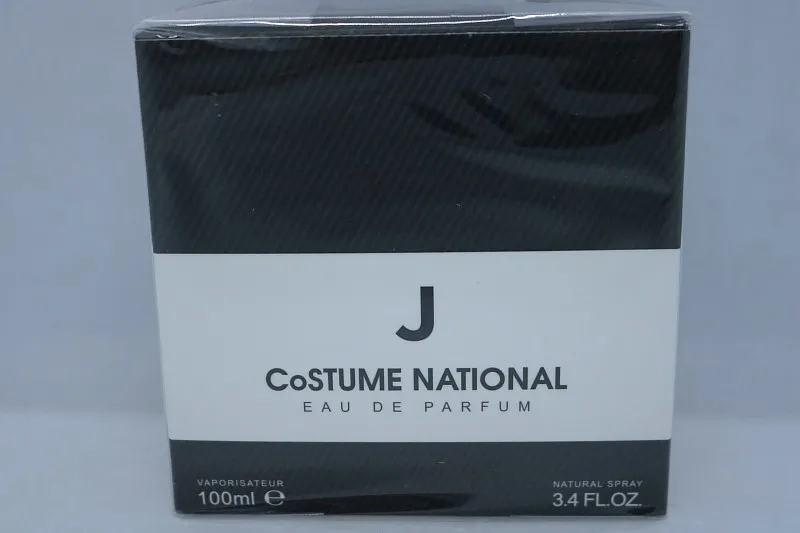 J
CoSTUME NATIONAL
EAU DE PARFUM
VAPORISATEUR
100ml ℮
NATURAL SPRAY
3.4 FL.OZ.